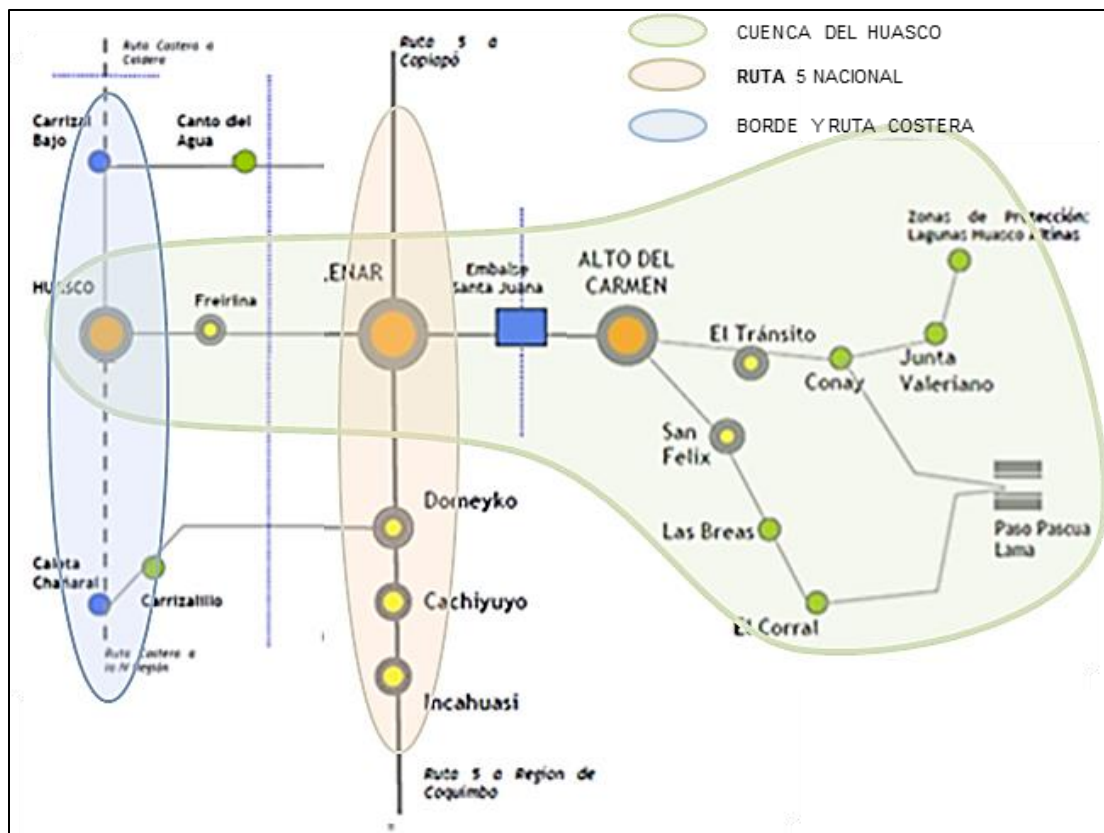 CUENCA DEL HUASCO
RUTA 5 NACIONAL
BORDE Y RUTA COSTERA
Ruta Costera a
Caldera
Ruta 5 a
Copiapó
Carrizal
Bajo
Canto del
Agua
Zonas de Protección:
Lagunas Huasco
HUASCO
Freirina
.ENAR
Embalse
Santa Juana
ALTO DEL
CARMEN
El Tránsito
Conay
Junta
Valeriano
San
Felix
Domeyko
Las Breas
Paso Pascua
Lama
Caleta
Chañaral
Carrizalillo
Cachiyuyo
El Corral
Ruta Costera a
la IV Región
Incahuasi
Ruta 5 a Region de
Coquimbo